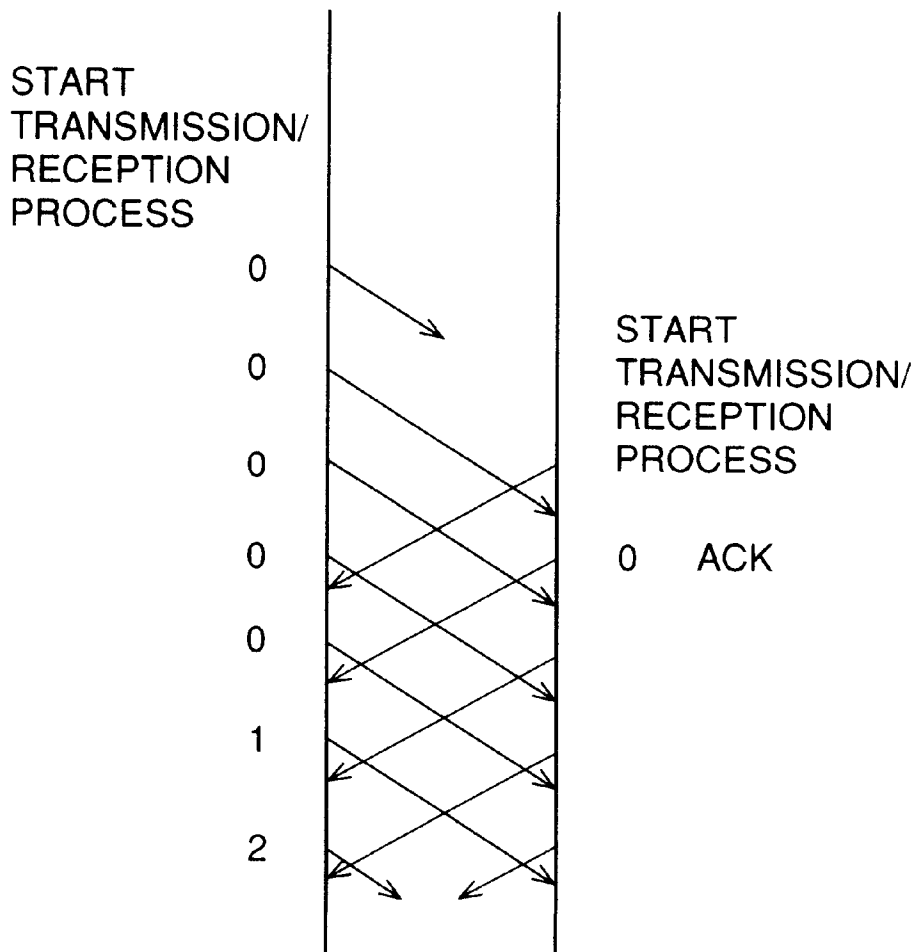 START
TRANSMISSION/
RECEPTION
PROCESS
0
0
START
TRANSMISSION/
RECEPTION
PROCESS
0
0
0 ACK
0
1
2